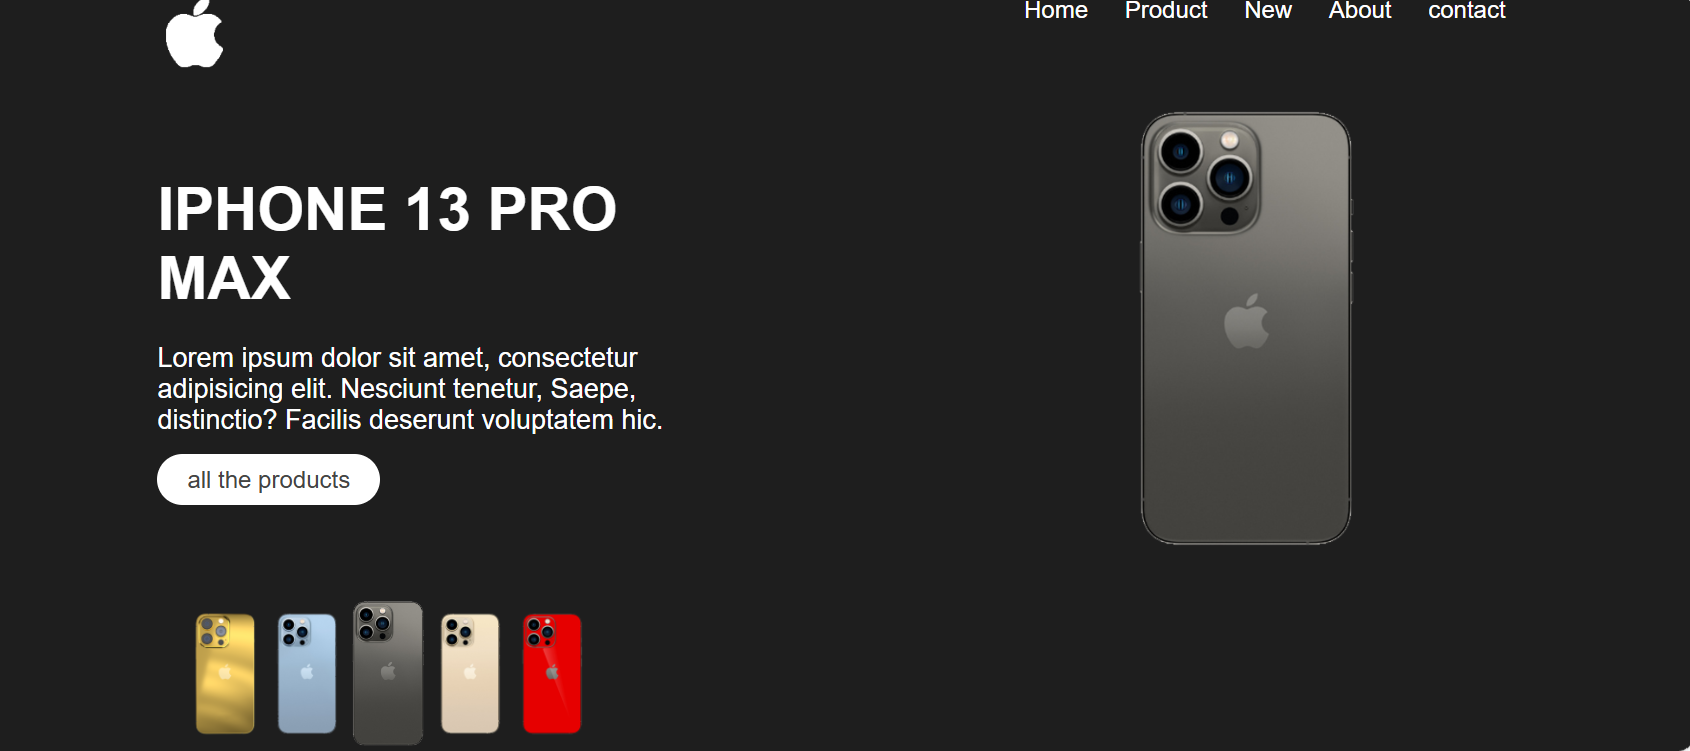 Home Product New About contact
IPHONE 13 PRO
MAX
Lorem ipsum dolor sit amet, consectetur
adipisicing elit. Nesciunt tenetur, Saepe,
distinctio? Facilis deserunt voluptatem hic.
all the products